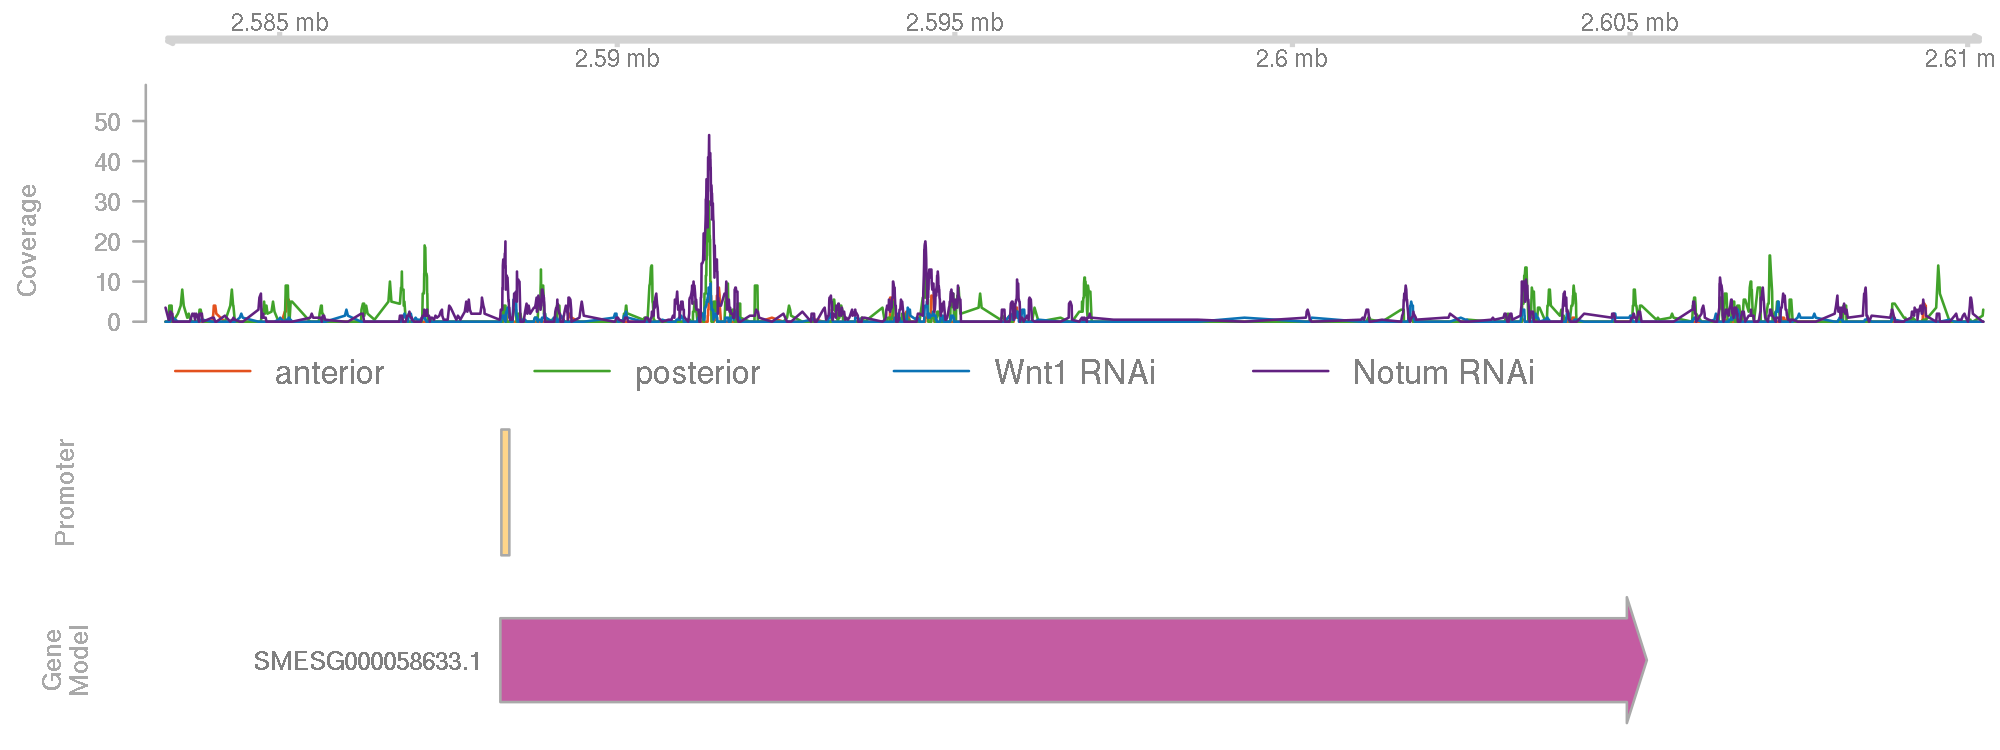 2.585 mb
2.595 mb
2.605 mb
2.59 mb
2.6 mb
2.61 m
Coverage
50
40
30
20
10
0
anterior
posterior
Wnt1 RNAi
Notum RNAi
Promoter
Gene
Model
SMESG000058633.1